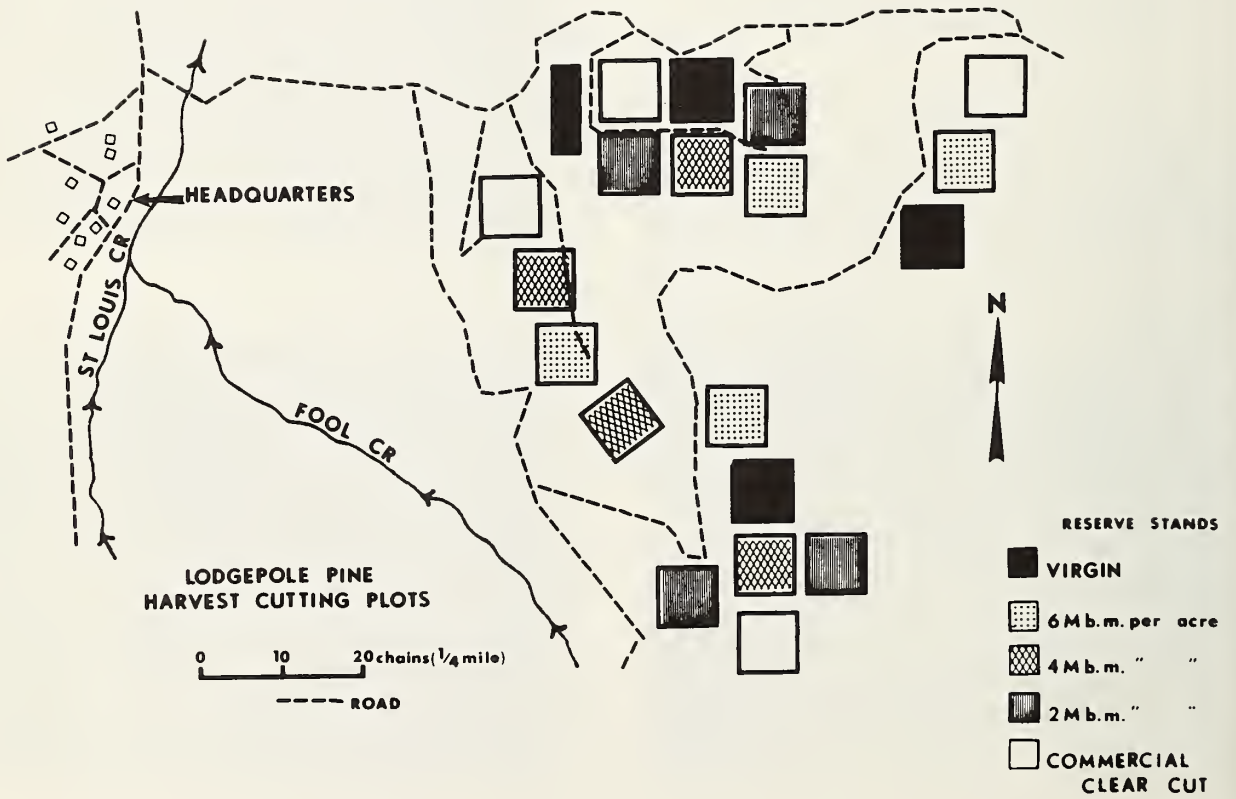 HEADQUARTERS
ST LOUIS CR
FOOL CR
N
LODGEPOLE PINE
HARVEST CUTTING PLOTS
0 10 20 chains (1/4 mile)
ROAD
RESERVE STANDS
VIRGIN
6 M b.m. per acre
4 M b.m. " "
2 M b.m. " "
COMMERCIAL
CLEAR CUT